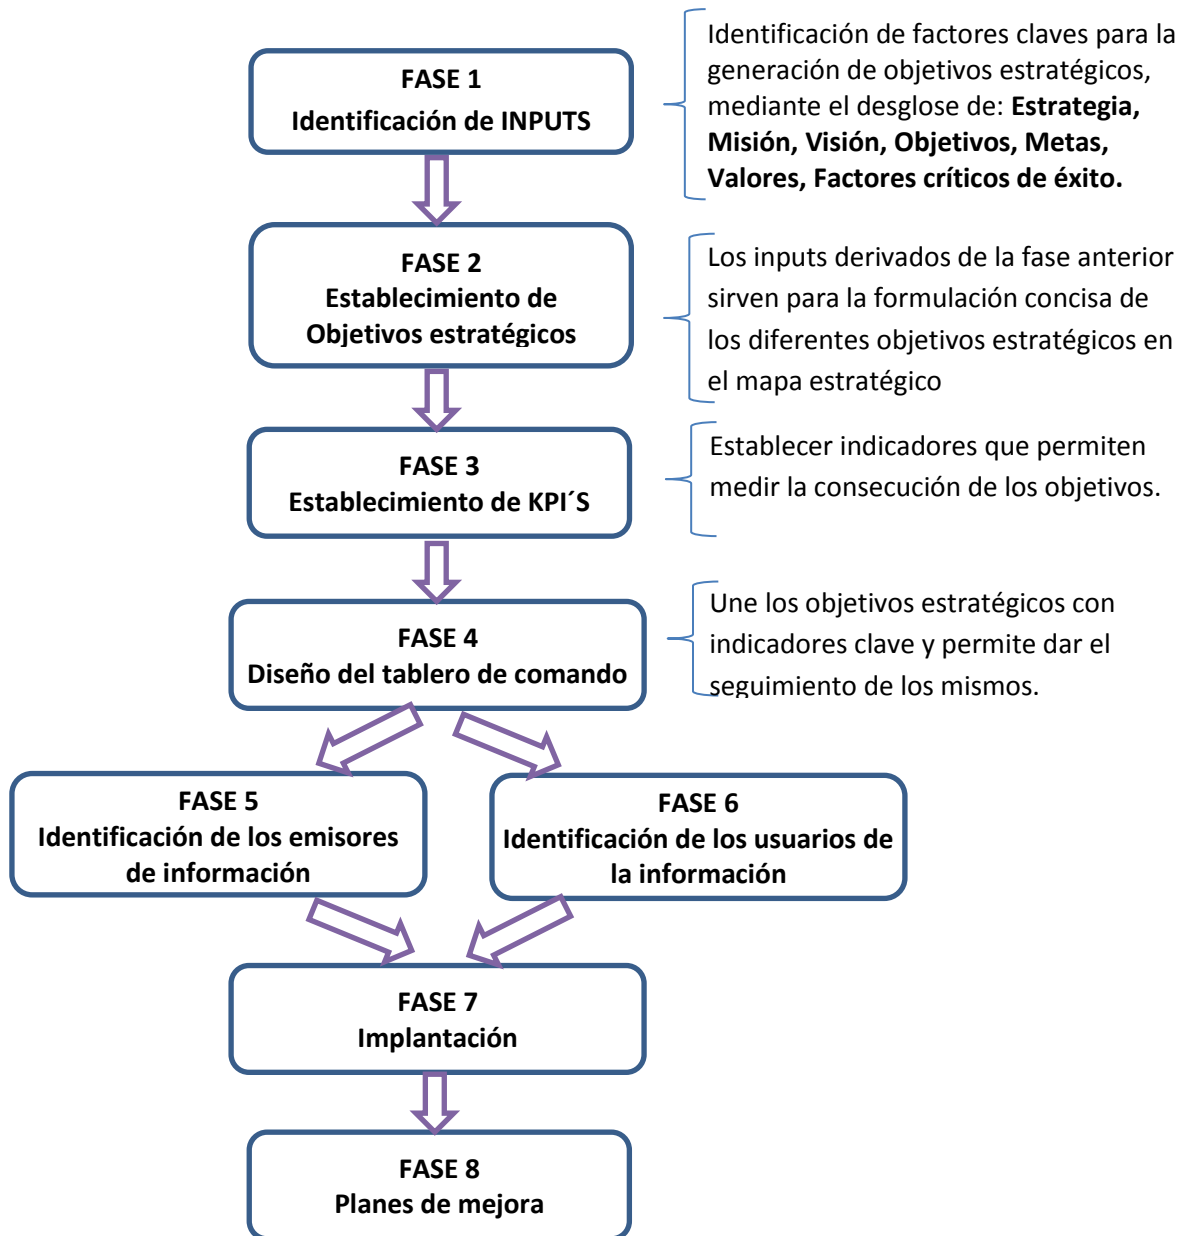 FASE 1
Identificación de INPUTS
Identificación de factores claves para la
generación de objetivos estratégicos,
mediante el desglose de: Estrategia,
Misión, Visión, Objetivos, Metas,
Valores, Factores críticos de éxito.
FASE 2
Establecimiento de
Objetivos estratégicos
Los inputs derivados de la fase anterior
sirven para la formulación concisa de
los diferentes objetivos estratégicos en
el mapa estratégico
FASE 3
Establecimiento de KPI´S
Establecer indicadores que permiten
medir la consecución de los objetivos.
FASE 4
Diseño del tablero de comando
Une los objetivos estratégicos con
indicadores clave y permite dar el
seguimiento de los mismos.
FASE 5
Identificación de los emisores
de información
FASE 6
Identificación de los usuarios de
la información
FASE 7
Implantación
FASE 8
Planes de mejora